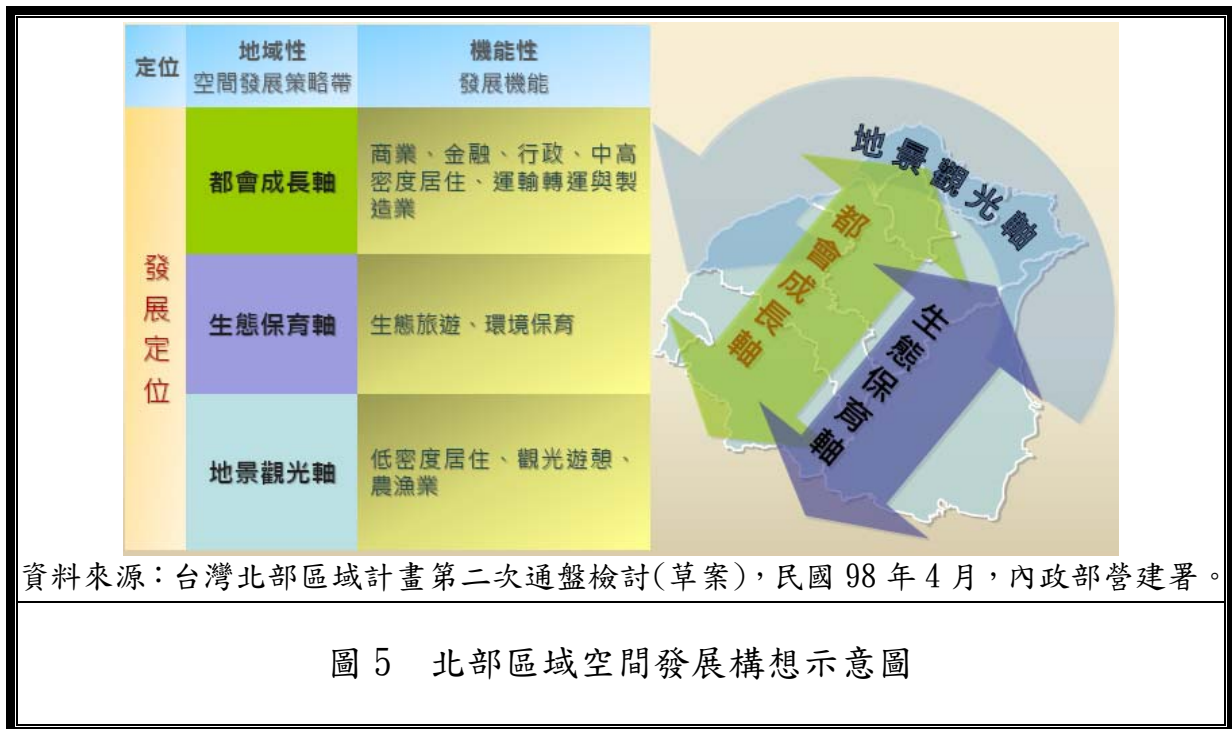 定位
地域性
空間發展策略帶
機能性
發展機能
發展定位
都會成長軸
商業、金融、行政、中高
密度居住、運輸轉運與製
造業
生態保育軸
生態旅遊、環境保育
地景觀光軸
低密度居住、觀光遊憩、
農漁業
地景觀光軸
都會成長軸
生態保育軸
資料來源：台灣北部區域計畫第二次通盤檢討(草案)，民國 98 年 4 月，內政部營建署。
圖 5　北部區域空間發展構想示意圖